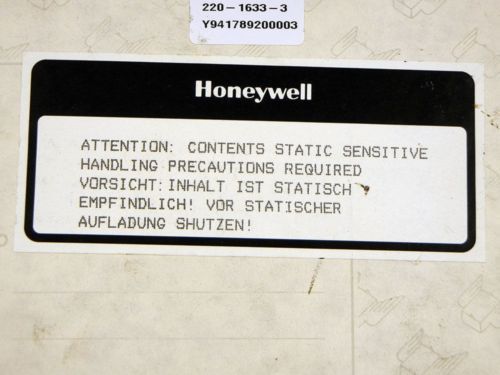 220-1633-3
Y941789200003
Honeywell
ATTENTION: CONTENTS STATIC SENSITIVE
HANDLING PRECAUTIONS REQUIRED
VORSICHT: INHALT IST STATISCH
EMPFINDLICH! VOR STATISCHER
AUFLADUNG SHUTZEN!